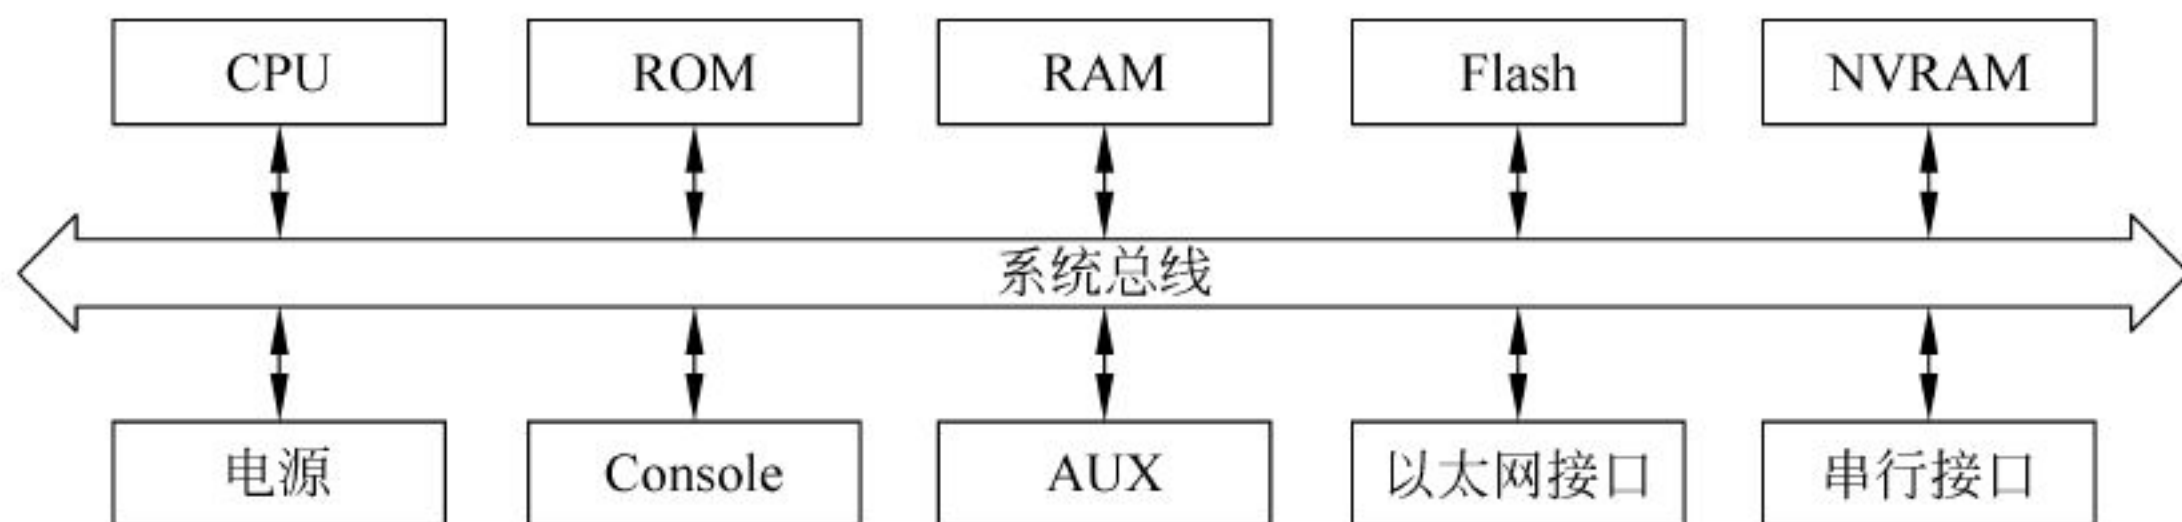 CPU ROM RAM Flash NVRAM
系统总线
电源 Console AUX 以太网接口 串行接口